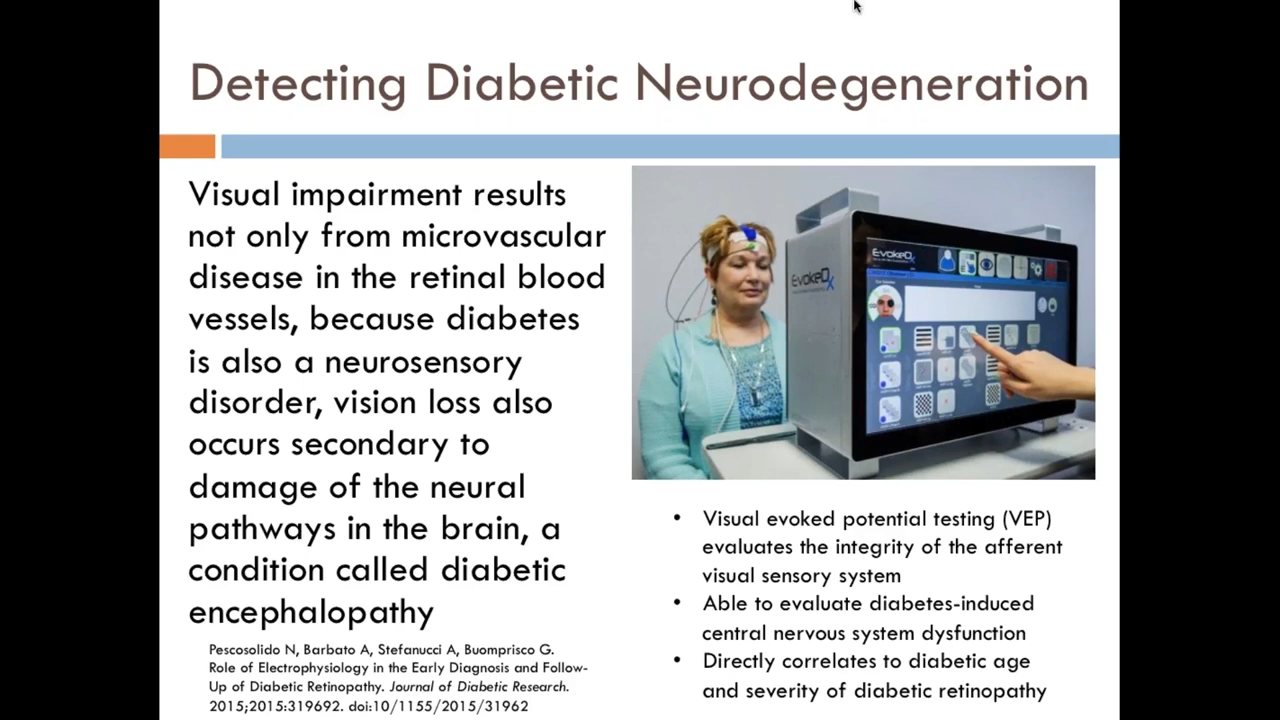 Detecting Diabetic Neurodegeneration
Visual impairment results
not only from microvascular
disease in the retinal blood
vessels, because diabetes
is also a neurosensory
disorder, vision loss also
occurs secondary to
damage of the neural
pathways in the brain, a
condition called diabetic
encephalopathy
Pescosolido N, Barbato A, Stefanucci A, Buomprisco G.
Role of Electrophysiology in the Early Diagnosis and Follow-
Up of Diabetic Retinopathy. Journal of Diabetic Research.
2015;2015:319692. doi:10/1155/2015/31962
EvokeDx
EvokeDx
• Visual evoked potential testing (VEP)
evaluates the integrity of the afferent
visual sensory system
• Able to evaluate diabetes-induced
central nervous system dysfunction
• Directly correlates to diabetic age
and severity of diabetic retinopathy